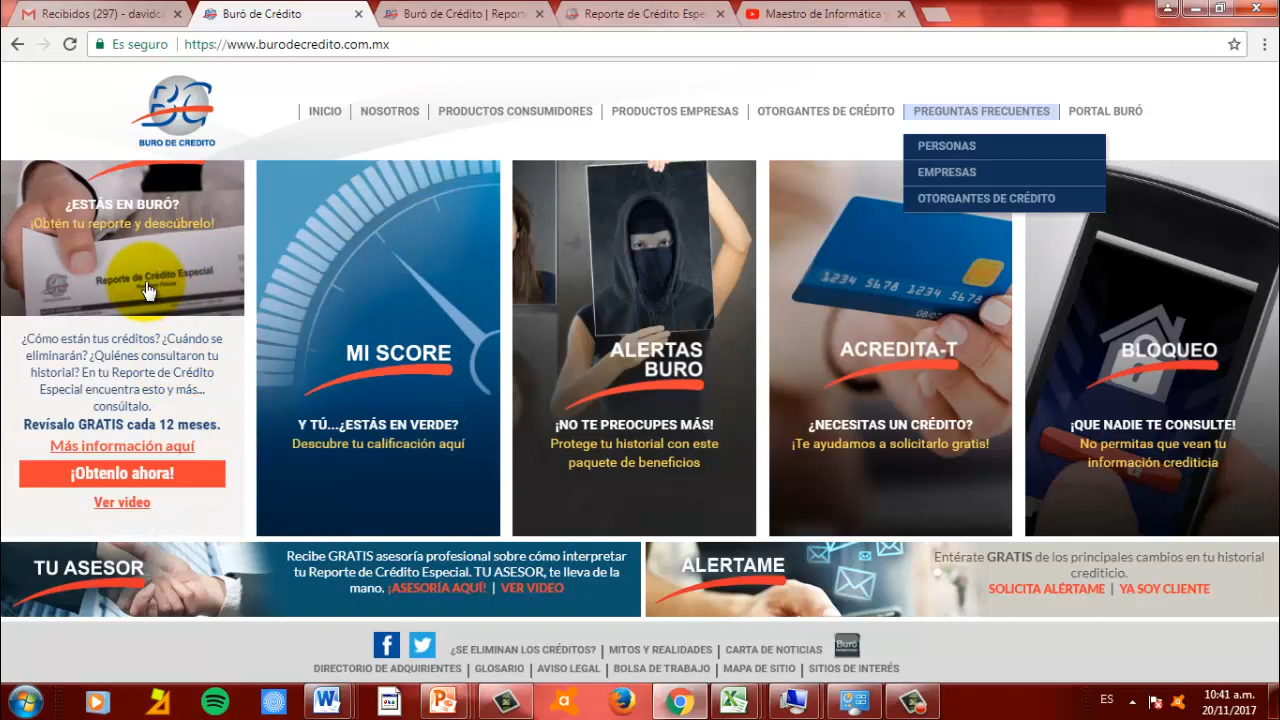 Recibidos (297) - davidca
Buró de Crédito
Buró de Crédito | Report
Reporte de Crédito Espe
Maestro de Informática y
Es seguro
https://www.burodecredito.com.mx
BURO DE CREDITO
INICIO
NOSOTROS
PRODUCTOS CONSUMIDORES
PRODUCTOS EMPRESAS
OTORGANTES DE CRÉDITO
PREGUNTAS FRECUENTES
PORTAL BURÓ
PERSONAS
EMPRESAS
OTORGANTES DE CRÉDITO
¿ESTÁS EN BURÓ?
¡Obtén tu reporte y descúbrelo!
Reporte de Crédito Especial
¿Cómo están tus créditos? ¿Cuándo se
eliminarán? ¿Quiénes consultaron tu
historial? En tu Reporte de Crédito
Especial encuentra esto y más...
consúltalo.
Revísalo GRATIS cada 12 meses.
Más información aquí
¡Obtenlo ahora!
Ver video
MI SCORE
Y TÚ...¿ESTÁS EN VERDE?
Descubre tu calificación aquí
ALERTAS
BURO
¡NO TE PREOCUPES MÁS!
Protege tu historial con este
paquete de beneficios
1234 5678 1234 5678
08/07
ACREDITA-T
¿NECESITAS UN CRÉDITO?
¡Te ayudamos a solicitarlo gratis!
BLOQUEO
¡QUE NADIE TE CONSULTE!
No permitas que vean tu
información crediticia
TU ASESOR
Recibe GRATIS asesoría profesional sobre cómo interpretar
tu Reporte de Crédito Especial. TU ASESOR, te lleva de la
mano. ¡ASESORÍA AQUÍ! | VER VIDEO
ALERTAME
Entérate GRATIS de los principales cambios en tu historial
crediticio.
SOLICITA ALÉRTAME | YA SOY CLIENTE
¿SE ELIMINAN LOS CRÉDITOS? | MITOS Y REALIDADES | CARTA DE NOTICIAS
Buró
DIRECTORIO DE ADQUIRIENTES | GLOSARIO | AVISO LEGAL | BOLSA DE TRABAJO | MAPA DE SITIO | SITIOS DE INTERÉS
ES
10:41 a.m.
20/11/2017